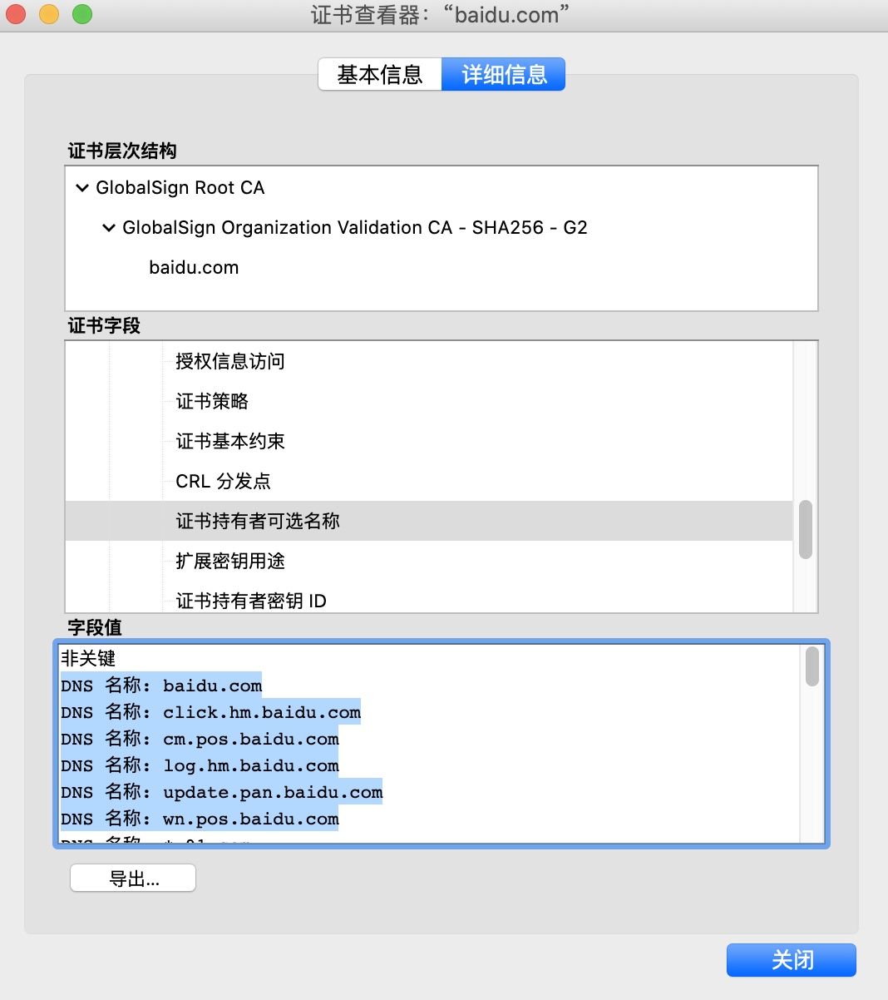 证书查看器：“baidu.com”
基本信息
详细信息
证书层次结构
GlobalSign Root CA
GlobalSign Organization Validation CA - SHA256 - G2
baidu.com
证书字段
授权信息访问
证书策略
证书基本约束
CRL 分发点
证书持有者可选名称
扩展密钥用途
证书持有者密钥 ID
字段值
非关键
DNS 名称: baidu.com
DNS 名称: click.hm.baidu.com
DNS 名称: cm.pos.baidu.com
DNS 名称: log.hm.baidu.com
DNS 名称: update.pan.baidu.com
DNS 名称: wn.pos.baidu.com
DNS 名称:
导出...
关闭